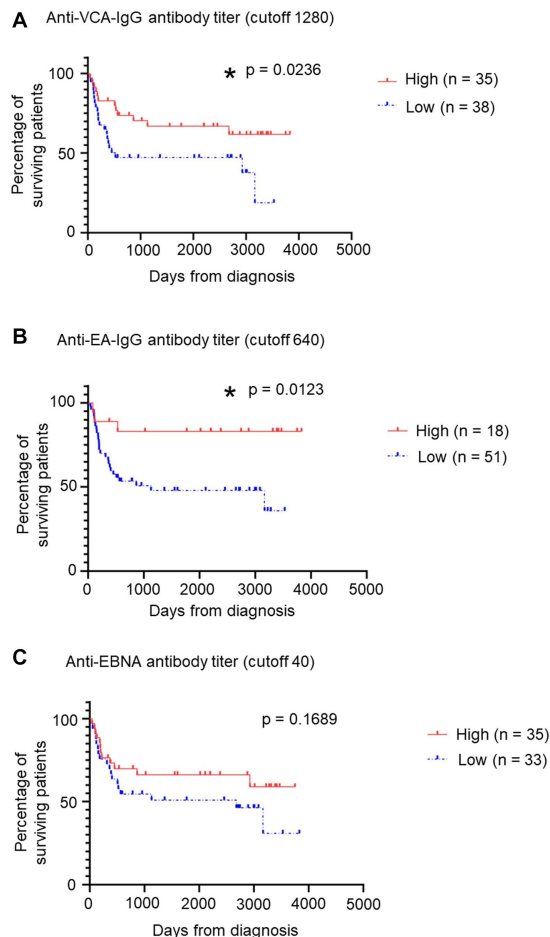 A
Anti-VCA-IgG antibody titer (cutoff 1280)
* p = 0.0236
High (n = 35)
Low (n = 38)
Percentage of
surviving patients
100
50
0
0 1000 2000 3000 4000 5000
Days from diagnosis
B
Anti-EA-IgG antibody titer (cutoff 640)
* p = 0.0123
High (n = 18)
Low (n = 51)
Percentage of
surviving patients
100
50
0
0 1000 2000 3000 4000 5000
Days from diagnosis
C
Anti-EBNA antibody titer (cutoff 40)
p = 0.1689
High (n = 35)
Low (n = 33)
Percentage of
surviving patients
100
50
0
0 1000 2000 3000 4000 5000
Days from diagnosis